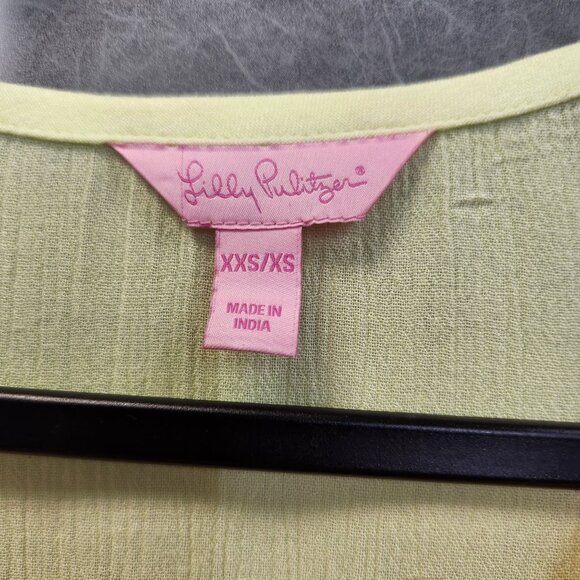 Lilly Pulitzer®
XXS/XS
MADE IN
INDIA